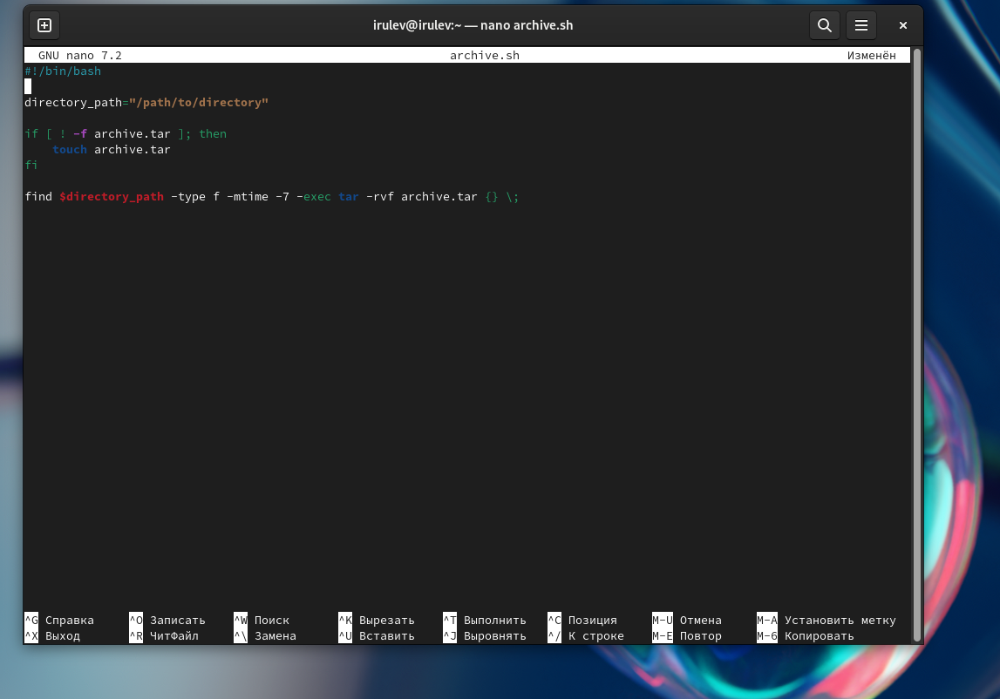 irulev@irulev:~ — nano archive.sh
GNU nano 7.2 archive.sh Изменён
#!/bin/bash
directory_path="/path/to/directory"
if [ ! -f archive.tar ]; then
    touch archive.tar
fi
find $directory_path -type f -mtime -7 -exec tar -rvf archive.tar {} \;
^G Справка ^O Записать ^W Поиск ^K Вырезать ^T Выполнить ^C Позиция M-U Отмена M-A Установить метку
^X Выход ^R ЧитФайл ^\ Замена ^U Вставить ^J Выровнять ^/ К строке M-E Повтор M-6 Копировать